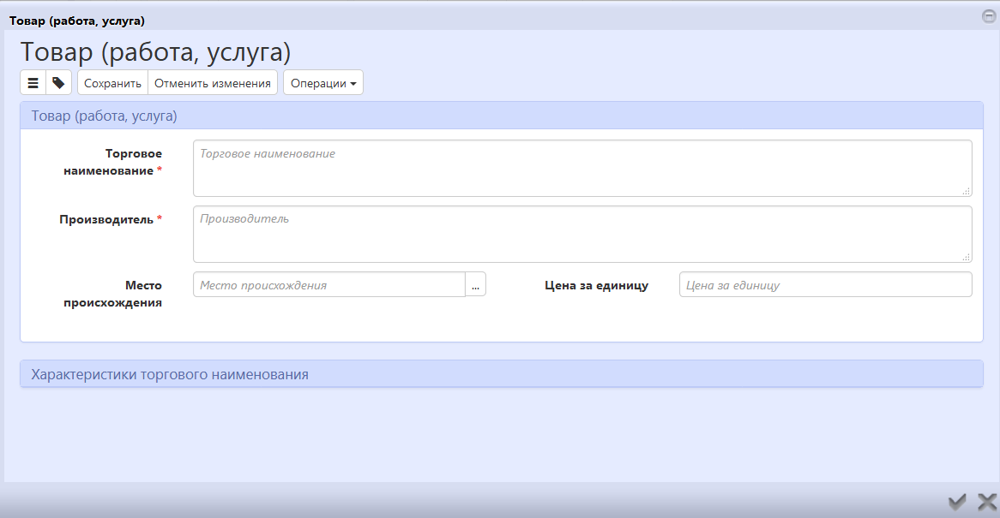 Товар (работа, услуга)
Товар (работа, услуга)
Сохранить Отменить изменения Операции
Товар (работа, услуга)
Торговое наименование * Торговое наименование
Производитель * Производитель
Место происхождения Место происхождения ... Цена за единицу Цена за единицу
Характеристики торгового наименования